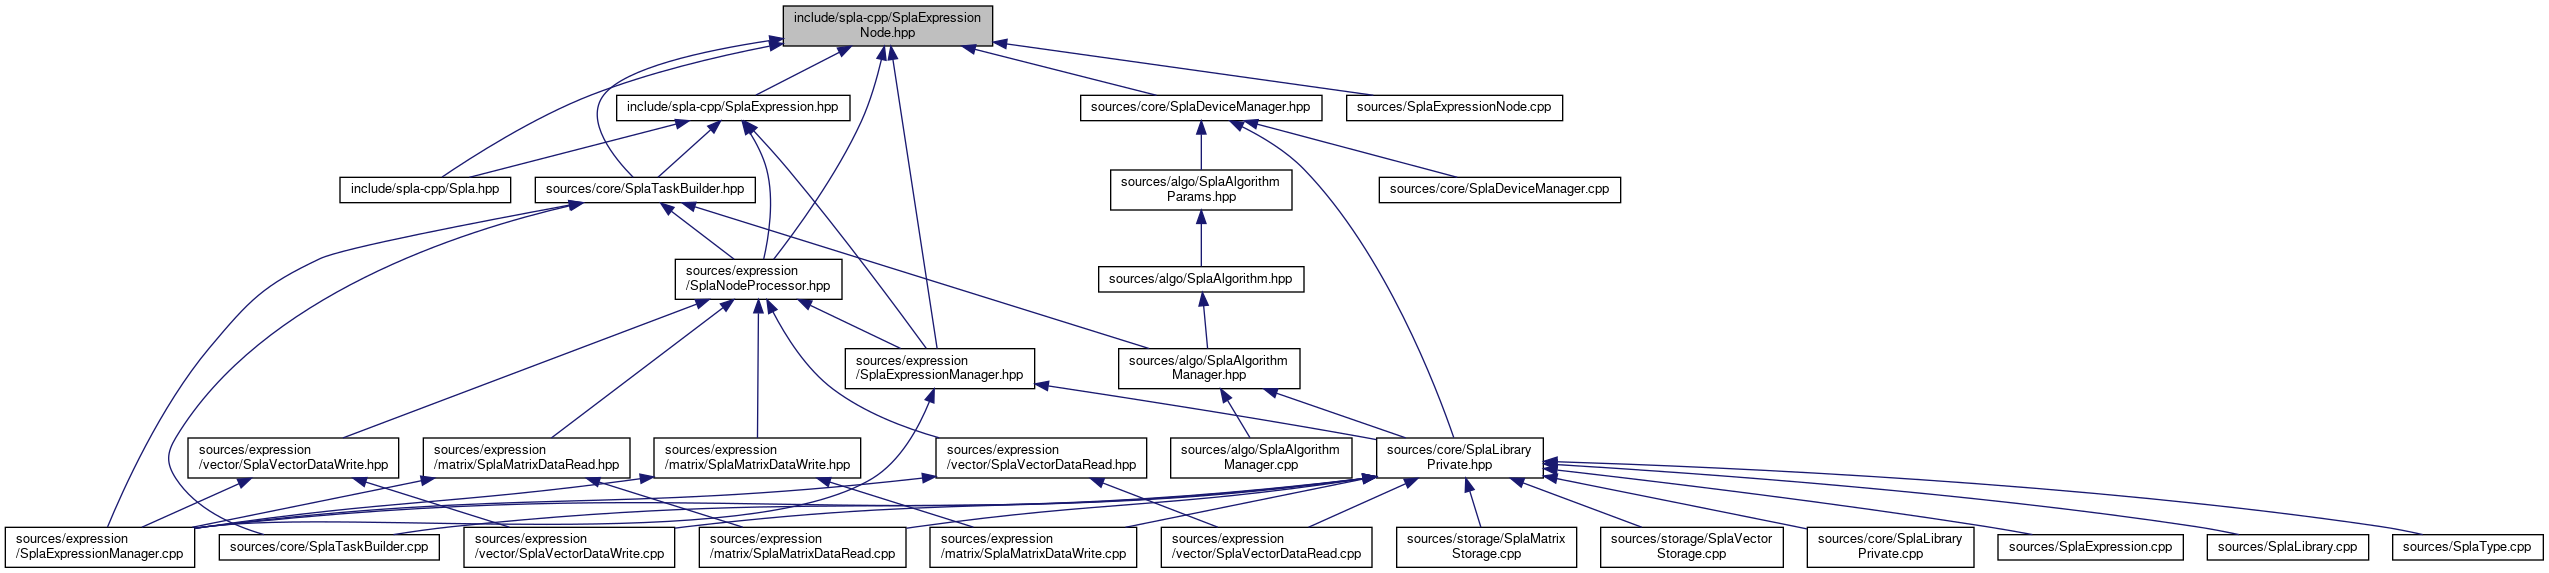 include/spla-cpp/SplaExpression
Node.hpp
include/spla-cpp/SplaExpression.hpp
sources/core/SplaDeviceManager.hpp
sources/SplaExpressionNode.cpp
include/spla-cpp/Spla.hpp
sources/core/SplaTaskBuilder.hpp
sources/algo/SplaAlgorithm
Params.hpp
sources/core/SplaDeviceManager.cpp
sources/expression
/SplaNodeProcessor.hpp
sources/algo/SplaAlgorithm.hpp
sources/expression
/SplaExpressionManager.hpp
sources/algo/SplaAlgorithm
Manager.hpp
sources/expression
/vector/SplaVectorDataWrite.hpp
sources/expression
/matrix/SplaMatrixDataRead.hpp
sources/expression
/matrix/SplaMatrixDataWrite.hpp
sources/expression
/vector/SplaVectorDataRead.hpp
sources/algo/SplaAlgorithm
Manager.cpp
sources/core/SplaLibrary
Private.hpp
sources/expression
/SplaExpressionManager.cpp
sources/core/SplaTaskBuilder.cpp
sources/expression
/vector/SplaVectorDataWrite.cpp
sources/expression
/matrix/SplaMatrixDataRead.cpp
sources/expression
/matrix/SplaMatrixDataWrite.cpp
sources/expression
/vector/SplaVectorDataRead.cpp
sources/storage/SplaMatrix
Storage.cpp
sources/storage/SplaVector
Storage.cpp
sources/core/SplaLibrary
Private.cpp
sources/SplaExpression.cpp
sources/SplaLibrary.cpp
sources/SplaType.cpp